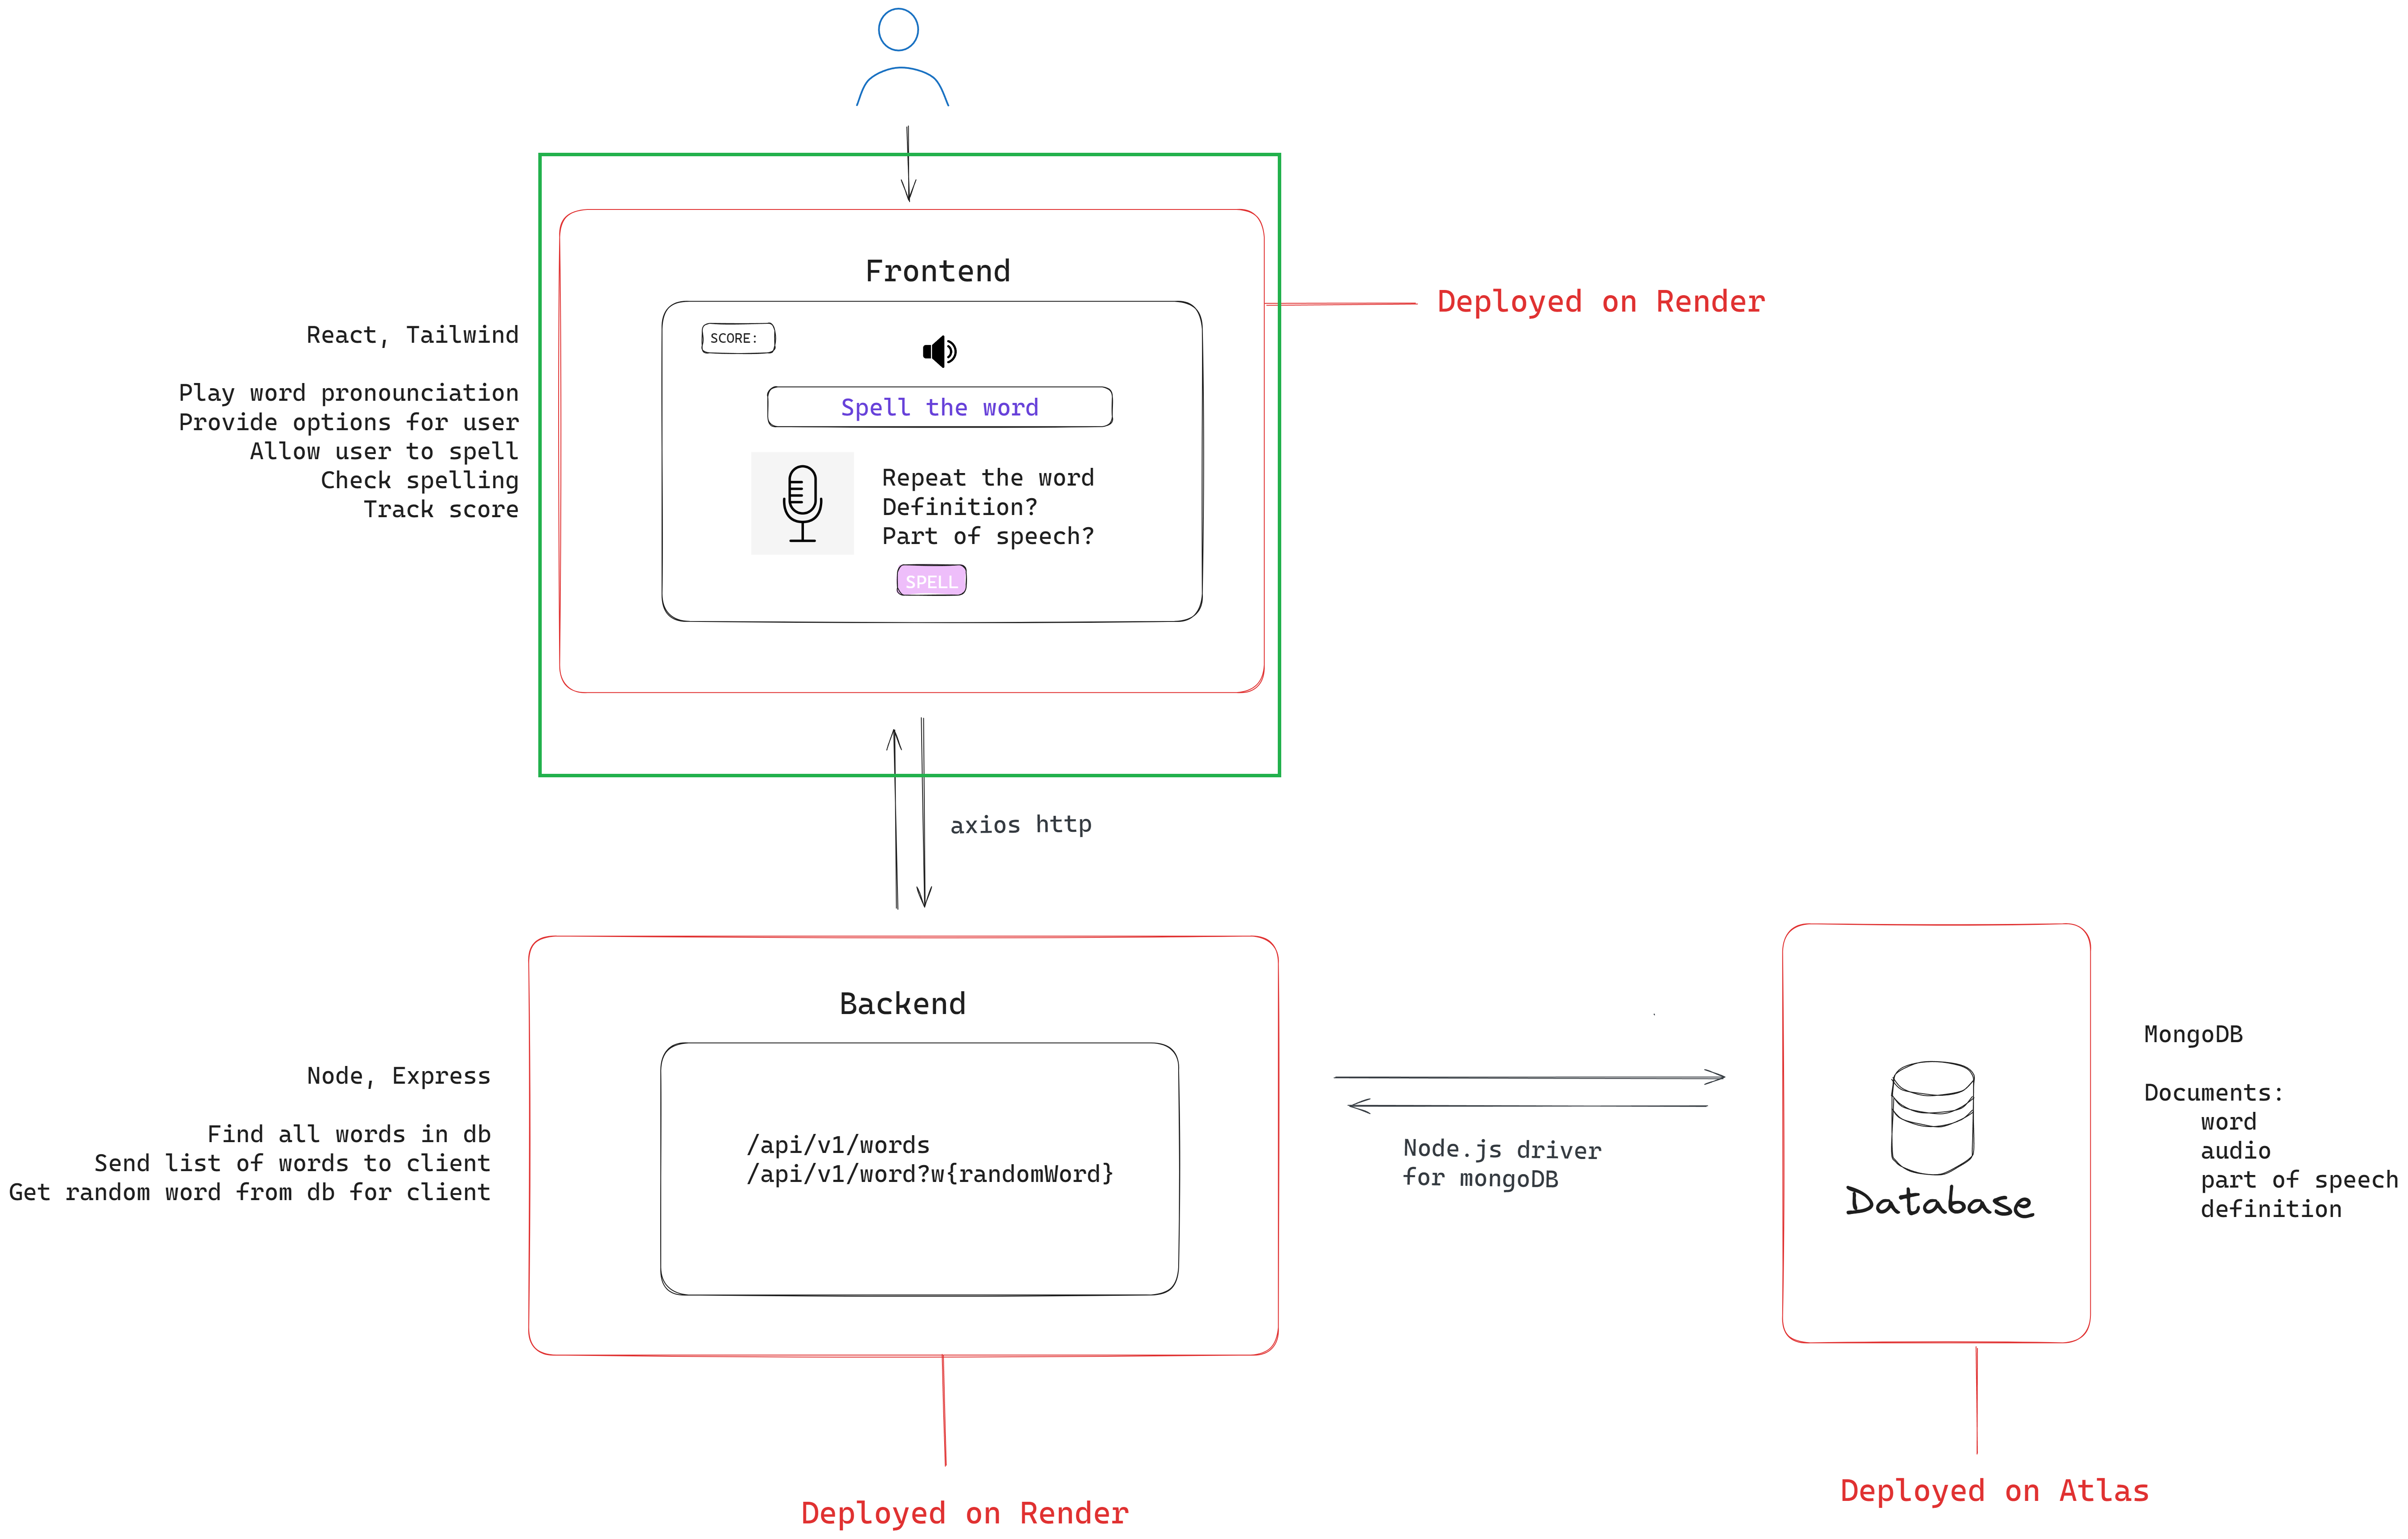 Frontend
Deployed on Render
React, Tailwind
Play word pronounciation
Provide options for user
Allow user to spell
Check spelling
Track score
SCORE:
Spell the word
Repeat the word
Definition?
Part of speech?
SPELL
axios http
Backend
Node, Express
Find all words in db
Send list of words to client
Get random word from db for client
/api/v1/words
/api/v1/word?w{randomWord}
Node.js driver
for mongoDB
Database
MongoDB
Documents:
word
audio
part of speech
definition
Deployed on Render
Deployed on Atlas